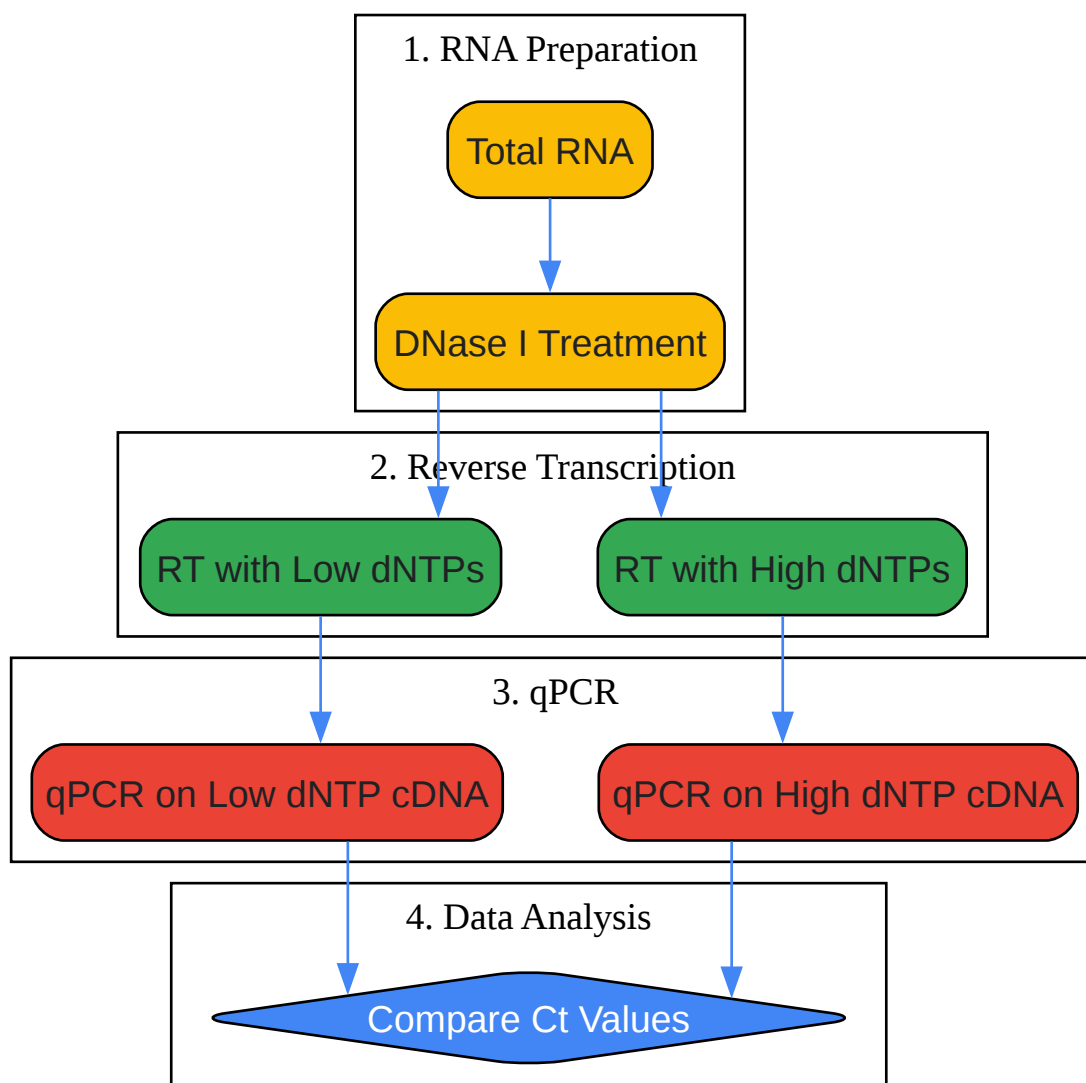 1. RNA Preparation
Total RNA
DNase I Treatment
2. Reverse Transcription
RT with Low dNTPs
RT with High dNTPs
3. qPCR
qPCR on Low dNTP cDNA
qPCR on High dNTP cDNA
4. Data Analysis
Compare Ct Values